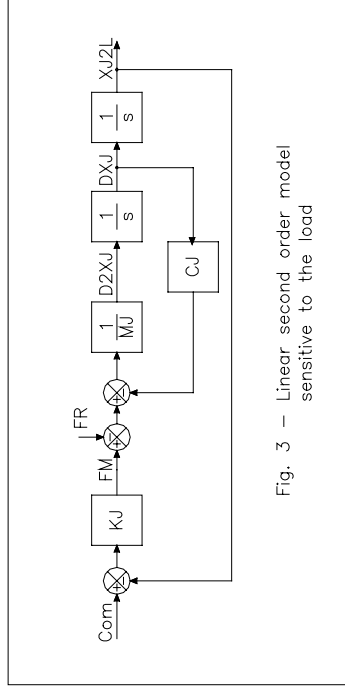 Com
+
−
KJ
FM
FR
+
−
+
−
1
MJ
D2XJ
1
s
DXJ
1
s
XJ2L
CJ
Fig. 3 − Linear second order model
sensitive to the load